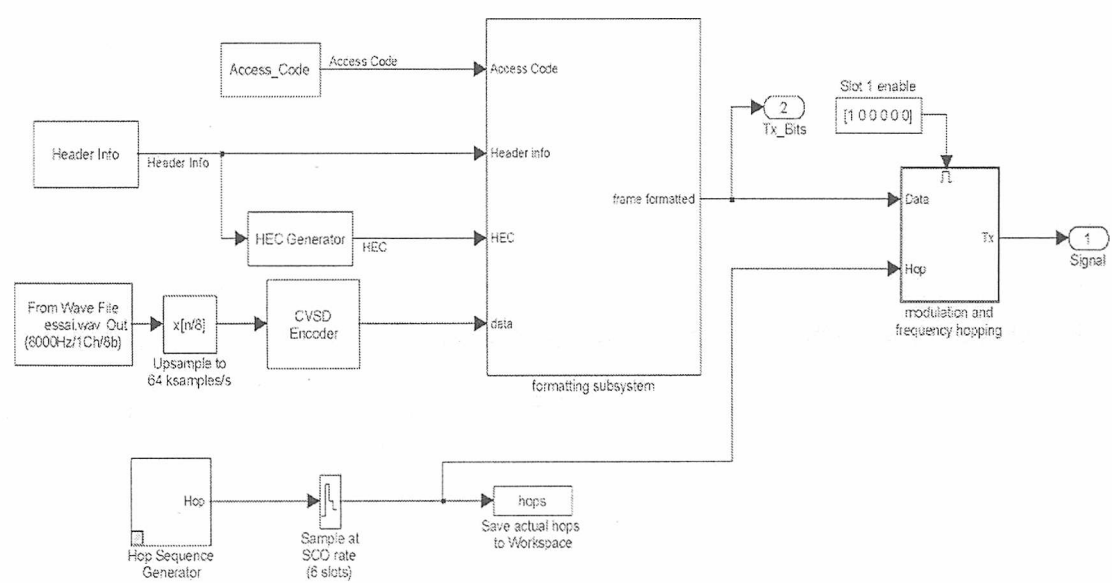 Access_Code
Access Code
Access Code
Header Info
Header Info
Header info
HEC Generator
HEC
HEC
From Wave File
essai.wav Out
(8000Hz/1Ch/8b)
x[n/8]
Upsample to
64 ksamples/s
CVSD
Encoder
data
frame formatted
formatting subsystem
2
Tx_Bits
Slot 1 enable
[1 0 0 0 0 0]
Data
Hop
Tx
modulation and
frequency hopping
1
Signal
Hop
Hop Sequence
Generator
Sample at
SCO rate
(6 slots)
hops
Save actual hops
to Workspace